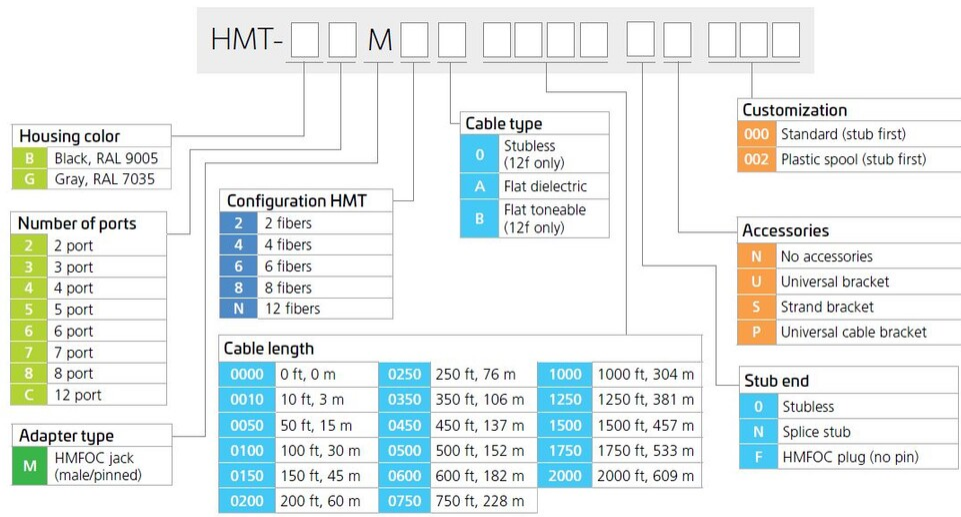 HMT- M
Housing color
B Black, RAL 9005
G Gray, RAL 7035
Number of ports
2 2 port
3 3 port
4 4 port
5 5 port
6 6 port
7 7 port
8 8 port
C 12 port
Adapter type
M HMFOC jack
(male/pinned)
Configuration HMT
2 2 fibers
4 4 fibers
6 6 fibers
8 8 fibers
N 12 fibers
Cable type
0 Stubless
(12f only)
A Flat dielectric
B Flat toneable
(12f only)
Cable length
0000 0 ft, 0 m 0250 250 ft, 76 m 1000 1000 ft, 304 m
0010 10 ft, 3 m 0350 350 ft, 106 m 1250 1250 ft, 381 m
0050 50 ft, 15 m 0450 450 ft, 137 m 1500 1500 ft, 457 m
0100 100 ft, 30 m 0500 500 ft, 152 m 1750 1750 ft, 533 m
0150 150 ft, 45 m 0600 600 ft, 182 m 2000 2000 ft, 609 m
0200 200 ft, 60 m 0750 750 ft, 228 m
Customization
000 Standard (stub first)
002 Plastic spool (stub first)
Accessories
N No accessories
U Universal bracket
S Strand bracket
P Universal cable bracket
Stub end
0 Stubless
N Splice stub
F HMFOC plug (no pin)